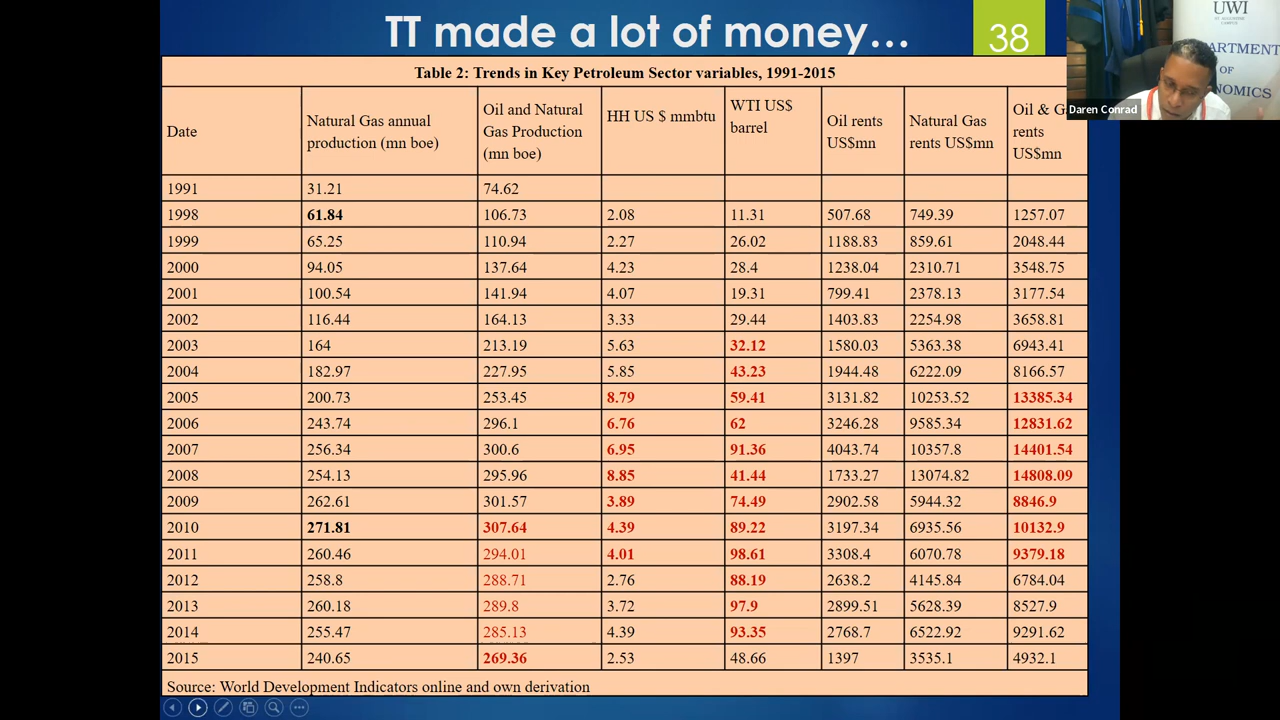 TT made a lot of money…
38
UWI
ST AUGUSTINE
CAMPUS
DEPARTMENT
OF
ECONOMICS
Daren Conrad
Table 2: Trends in Key Petroleum Sector variables, 1991-2015
Date
Natural Gas annual
production (mn boe)
Oil and Natural
Gas Production
(mn boe)
HH US $ mmbtu
WTI US$
barrel
Oil rents
US$mn
Natural Gas
rents US$mn
Oil & G
rents
US$mn
1991 31.21 74.62
1998 61.84 106.73 2.08 11.31 507.68 749.39 1257.07
1999 65.25 110.94 2.27 26.02 1188.83 859.61 2048.44
2000 94.05 137.64 4.23 28.4 1238.04 2310.71 3548.75
2001 100.54 141.94 4.07 19.31 799.41 2378.13 3177.54
2002 116.44 164.13 3.33 29.44 1403.83 2254.98 3658.81
2003 164 213.19 5.63 32.12 1580.03 5363.38 6943.41
2004 182.97 227.95 5.85 43.23 1944.48 6222.09 8166.57
2005 200.73 253.45 8.79 59.41 3131.82 10253.52 13385.34
2006 243.74 296.1 6.76 62 3246.28 9585.34 12831.62
2007 256.34 300.6 6.95 91.36 4043.74 10357.8 14401.54
2008 254.13 295.96 8.85 41.44 1733.27 13074.82 14808.09
2009 262.61 301.57 3.89 74.49 2902.58 5944.32 8846.9
2010 271.81 307.64 4.39 89.22 3197.34 6935.56 10132.9
2011 260.46 294.01 4.01 98.61 3308.4 6070.78 9379.18
2012 258.8 288.71 2.76 88.19 2638.2 4145.84 6784.04
2013 260.18 289.8 3.72 97.9 2899.51 5628.39 8527.9
2014 255.47 285.13 4.39 93.35 2768.7 6522.92 9291.62
2015 240.65 269.36 2.53 48.66 1397 3535.1 4932.1
Source: World Development Indicators online and own derivation